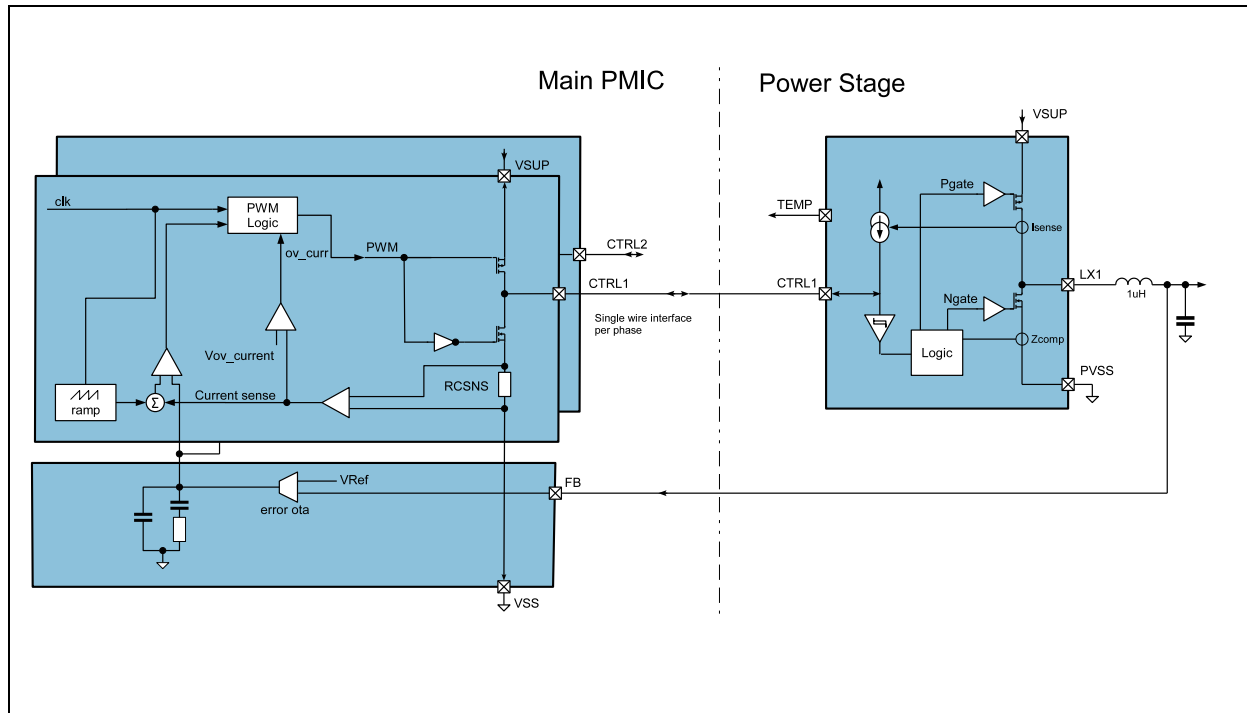 Main PMIC
Power Stage
VSUP
VSUP
clk
PWM
Logic
Pgate
TEMP
ov_curr
PWM
Isense
CTRL2
CTRL1
CTRL1
LX1
1uH
Single wire interface
per phase
Ngate
Vov_current
Logic
Zcomp
RCSNS
PVSS
ramp
Σ
Current sense
VRef
FB
error ota
VSS